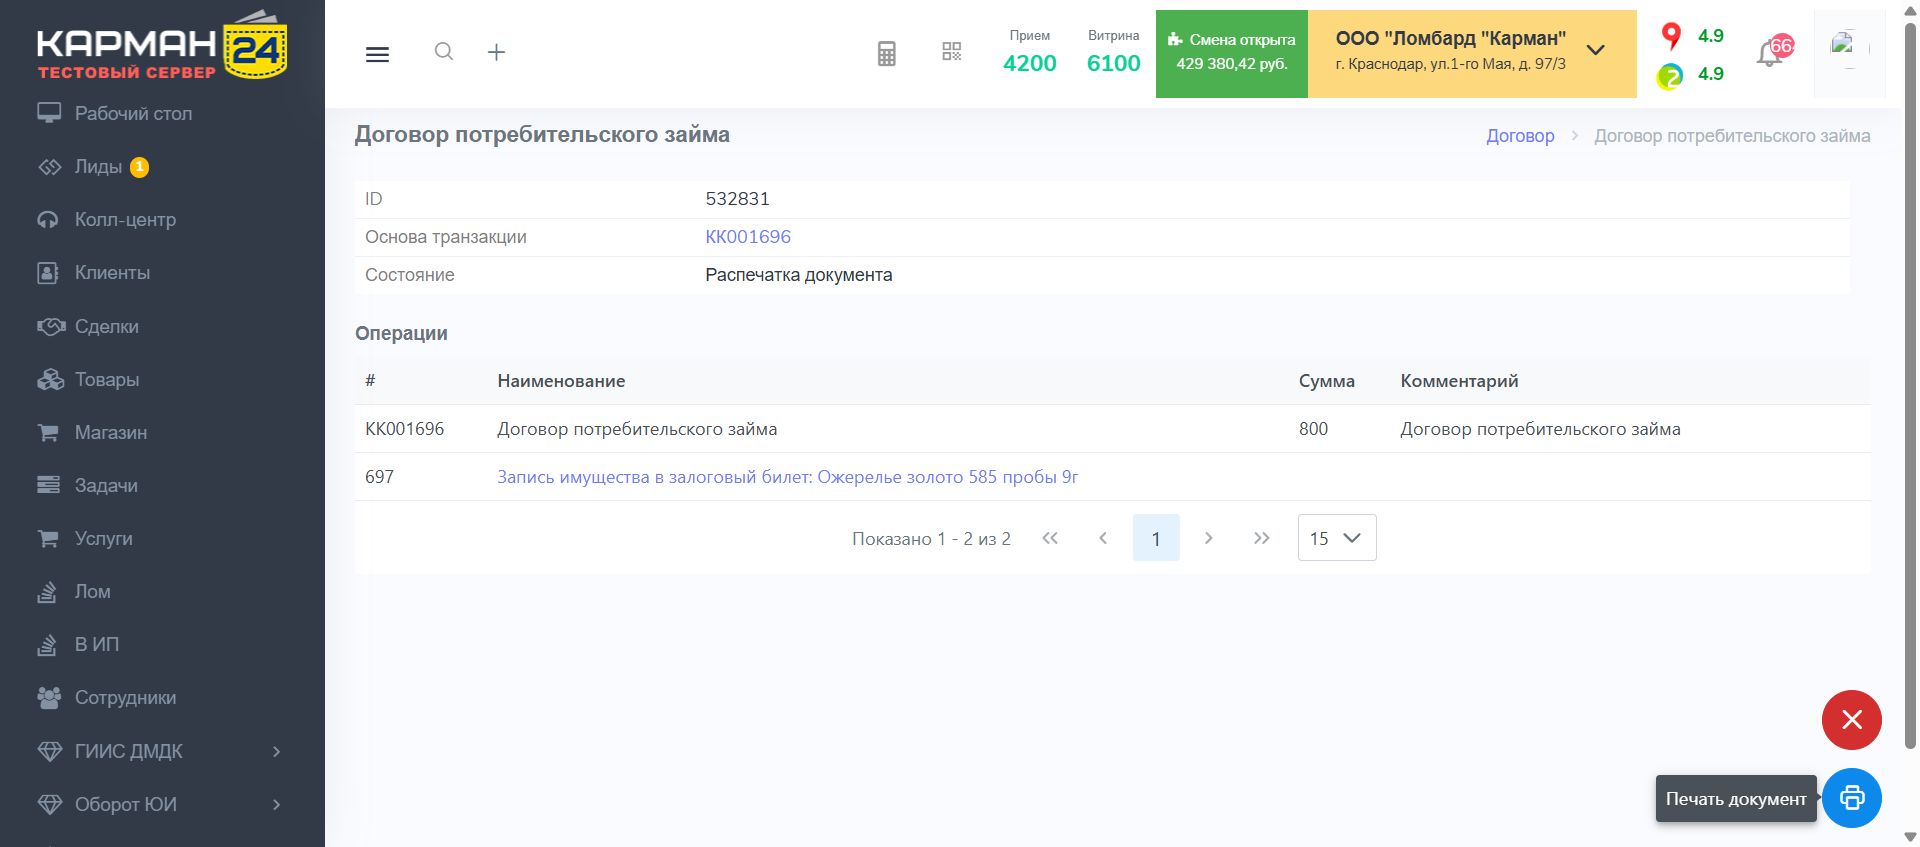 КАРМАН 24
ТЕСТОВЫЙ СЕРВЕР
Рабочий стол
Лиды 1
Колл-центр
Клиенты
Сделки
Товары
Магазин
Задачи
Услуги
Лом
В ИП
Сотрудники
ГИИС ДМДК
Оборот ЮИ
Прием
4200
Витрина
6100
Смена открыта
429 380,42 руб.
ООО "Ломбард "Карман"
г. Краснодар, ул.1-го Мая, д. 97/3
4.9
4.9
Договор потребительского займа
Договор > Договор потребительского займа
ID 532831
Основа транзакции КК001696
Состояние Распечатка документа
Операции
# Наименование Сумма Комментарий
КК001696 Договор потребительского займа 800 Договор потребительского займа
697 Запись имущества в залоговый билет: Ожерелье золото 585 пробы 9г
Показано 1 - 2 из 2 1 15
Печать документ